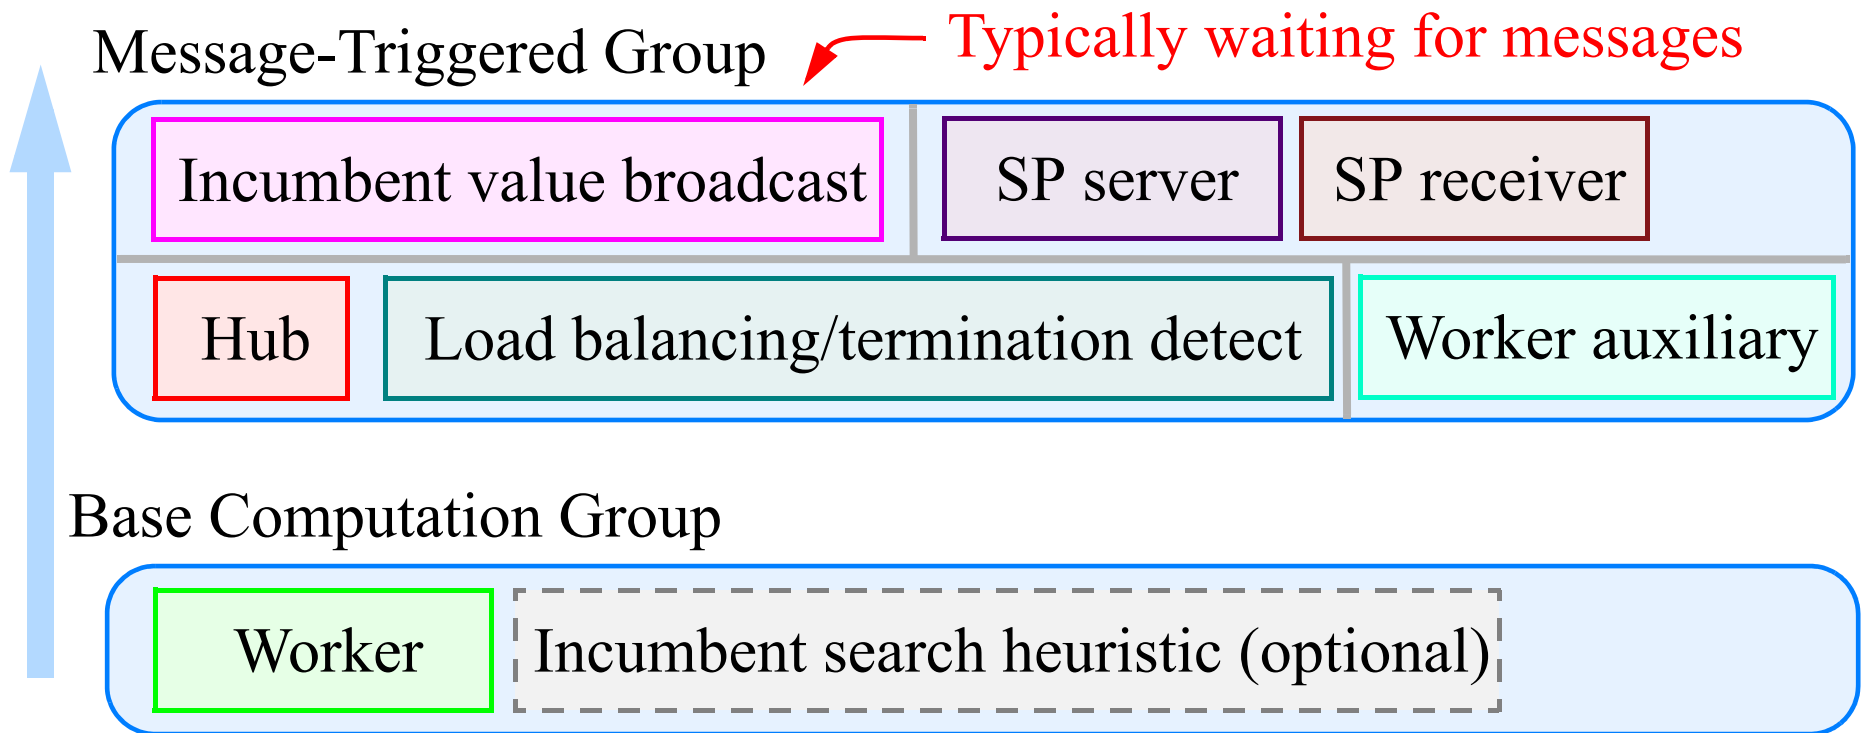 Message-Triggered Group
Typically waiting for messages
Incumbent value broadcast
SP server
SP receiver
Hub
Load balancing/termination detect
Worker auxiliary
Base Computation Group
Worker
Incumbent search heuristic (optional)